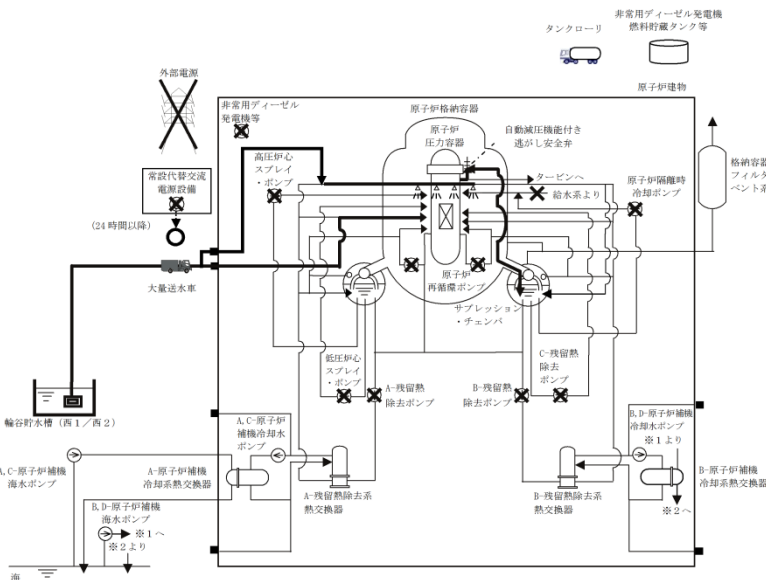 非常用ディーゼル発電機
燃料貯蔵タンク等
タンクローリ
外部電源
原子炉建物
非常用ディーゼル
発電機等
原子炉格納容器
原子炉
圧力容器
自動減圧機能付き
逃がし安全弁
高圧炉心
スプレイ
・ポンプ
常設代替交流
電源設備
タービンへ
給水系より
原子炉隔離時
冷却ポンプ
格納容器
フィルタ
ベント系
(24時間以降)
大量送水車
原子炉
再循環ポンプ
サプレッション
・チェンバ
低圧炉心
スプレイ
・ポンプ
A-残留熱
除去ポンプ
B-残留熱
除去ポンプ
C-残留熱
除去
ポンプ
輪谷貯水槽(西1/西2)
A,C-原子炉
補機冷却水
ポンプ
B,D-原子炉補機
冷却水ポンプ
※1より
A,C-原子炉補機
海水ポンプ
A-原子炉補機
冷却系熱交換器
A-残留熱除去系
熱交換器
B-残留熱除去系
熱交換器
B-原子炉補機
冷却系熱交換器
※2へ
B,D-原子炉補機
海水ポンプ
※1へ
※2より
海